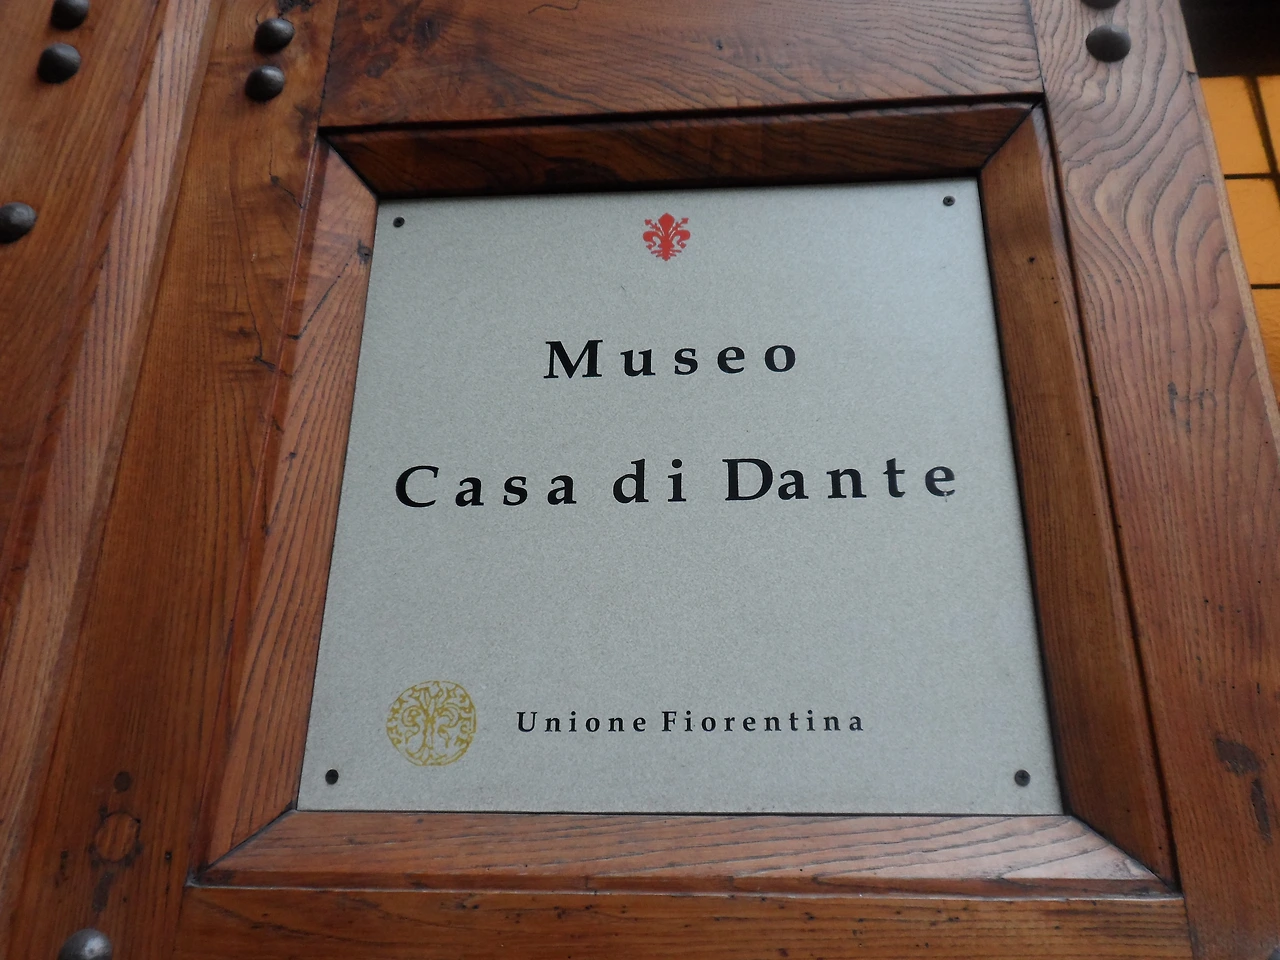 Museo
Casa di Dante
Unione Fiorentina